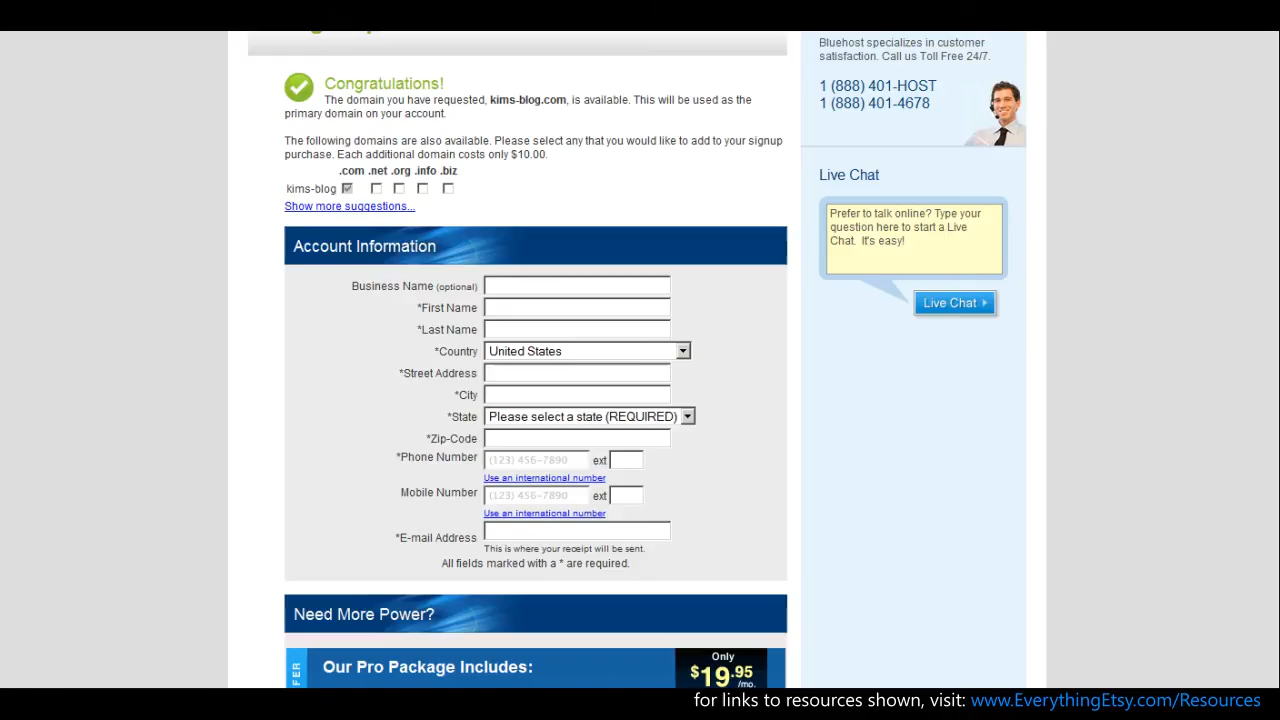 Congratulations!
The domain you have requested, kims-blog.com, is available. This will be used as the
primary domain on your account.
The following domains are also available. Please select any that you would like to add to your signup
purchase. Each additional domain costs only $10.00.
.com .net .org .info .biz
kims-blog
Show more suggestions...
Account Information
Business Name (optional)
*First Name
*Last Name
*Country United States
*Street Address
*City
*State Please select a state (REQUIRED)
*Zip-Code
*Phone Number (123) 456-7890 ext
Use an international number
Mobile Number (123) 456-7890 ext
Use an international number
*E-mail Address
This is where your receipt will be sent.
All fields marked with a * are required.
Need More Power?
FER
Our Pro Package Includes:
Only
$19.95
/mo.
Bluehost specializes in customer
satisfaction. Call us Toll Free 24/7.
1 (888) 401-HOST
1 (888) 401-4678
Live Chat
Prefer to talk online? Type your
question here to start a Live
Chat. It's easy!
Live Chat
for links to resources shown, visit: www.EverythingEtsy.com/Resources